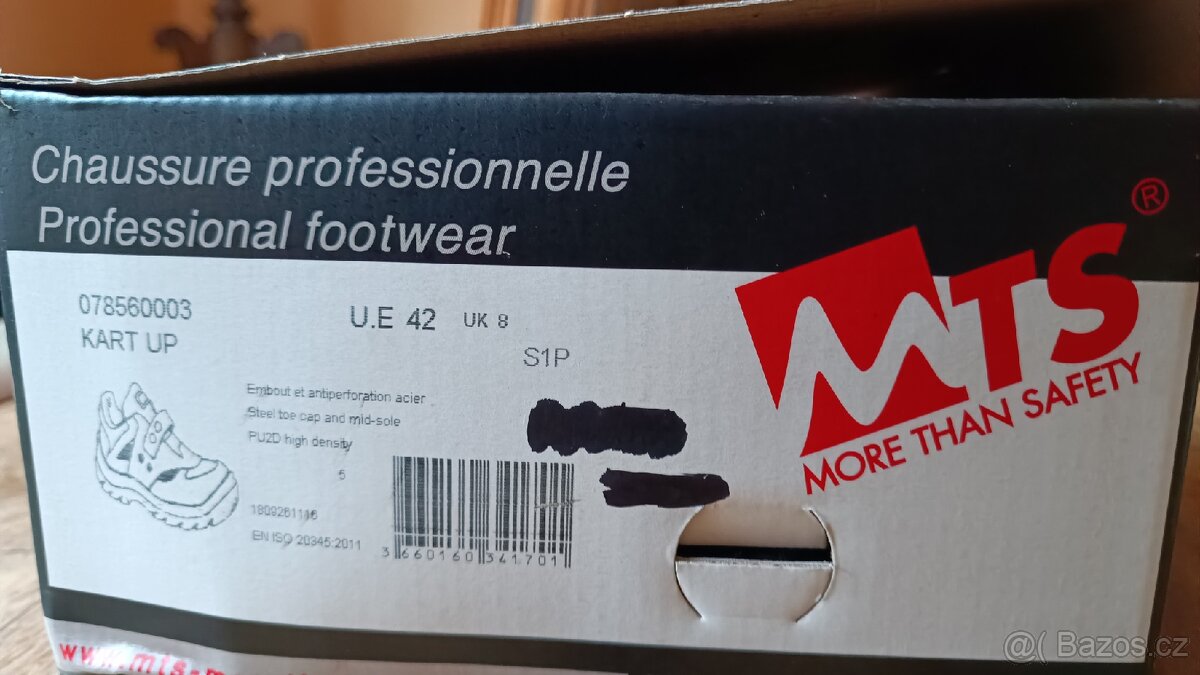 Chaussure professionnelle
Professional footwear
®
MTS
MORE THAN SAFETY
078560003
KART UP
U.E 42 UK 8
S1P
Embout et antiperforation acier
Steel toe cap and mid-sole
PU2D high density
5
1809261116
EN ISO 20345:2011
3 660160 341701
www.mts-
@( Bazos.cz